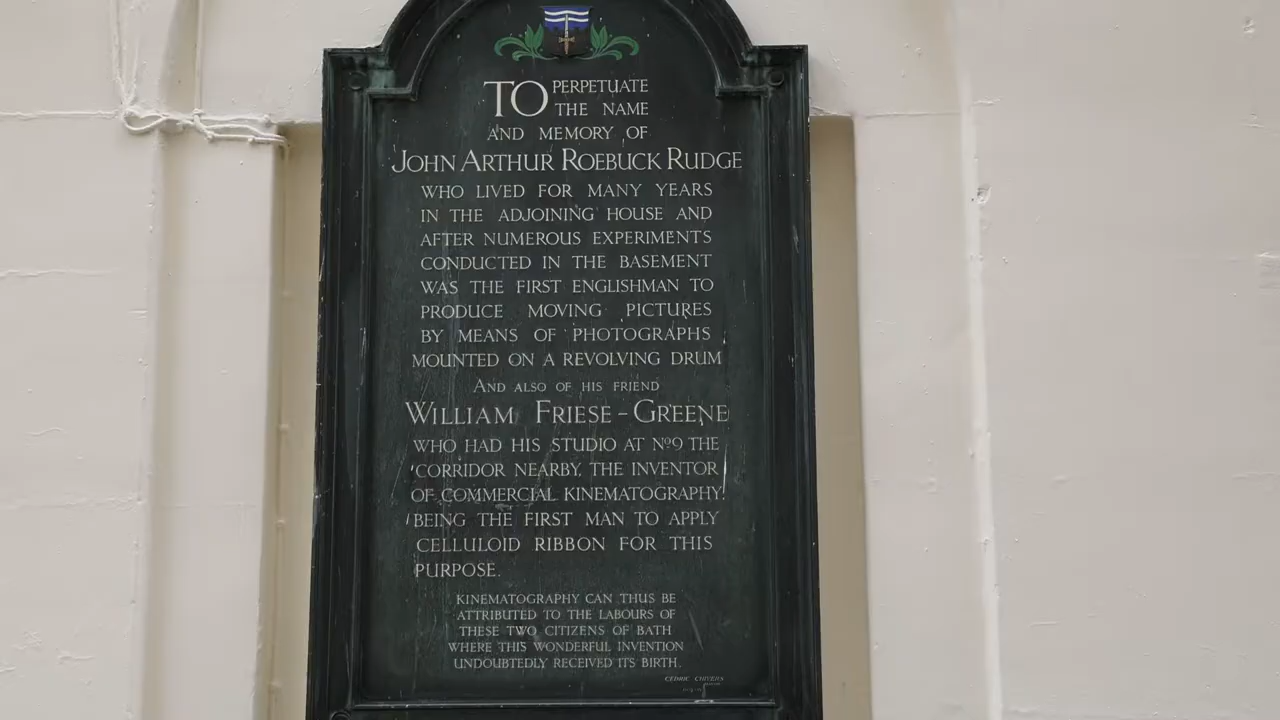 TO PERPETUATE
THE NAME
AND MEMORY OF
JOHN ARTHUR ROEBUCK RUDGE
WHO LIVED FOR MANY YEARS
IN THE ADJOINING HOUSE AND
AFTER NUMEROUS EXPERIMENTS
CONDUCTED IN THE BASEMENT
WAS THE FIRST ENGLISHMAN TO
PRODUCE MOVING PICTURES
BY MEANS OF PHOTOGRAPHS
MOUNTED ON A REVOLVING DRUM
AND ALSO OF HIS FRIEND
WILLIAM FRIESE-GREENE
WHO HAD HIS STUDIO AT Nº9 THE
CORRIDOR NEARBY, THE INVENTOR
OF COMMERCIAL KINEMATOGRAPHY,
BEING THE FIRST MAN TO APPLY
CELLULOID RIBBON FOR THIS
PURPOSE.
KINEMATOGRAPHY CAN THUS BE
ATTRIBUTED TO THE LABOURS OF
THESE TWO CITIZENS OF BATH
WHERE THIS WONDERFUL INVENTION
UNDOUBTEDLY RECEIVED ITS BIRTH.
CEDRIC CHIVERS